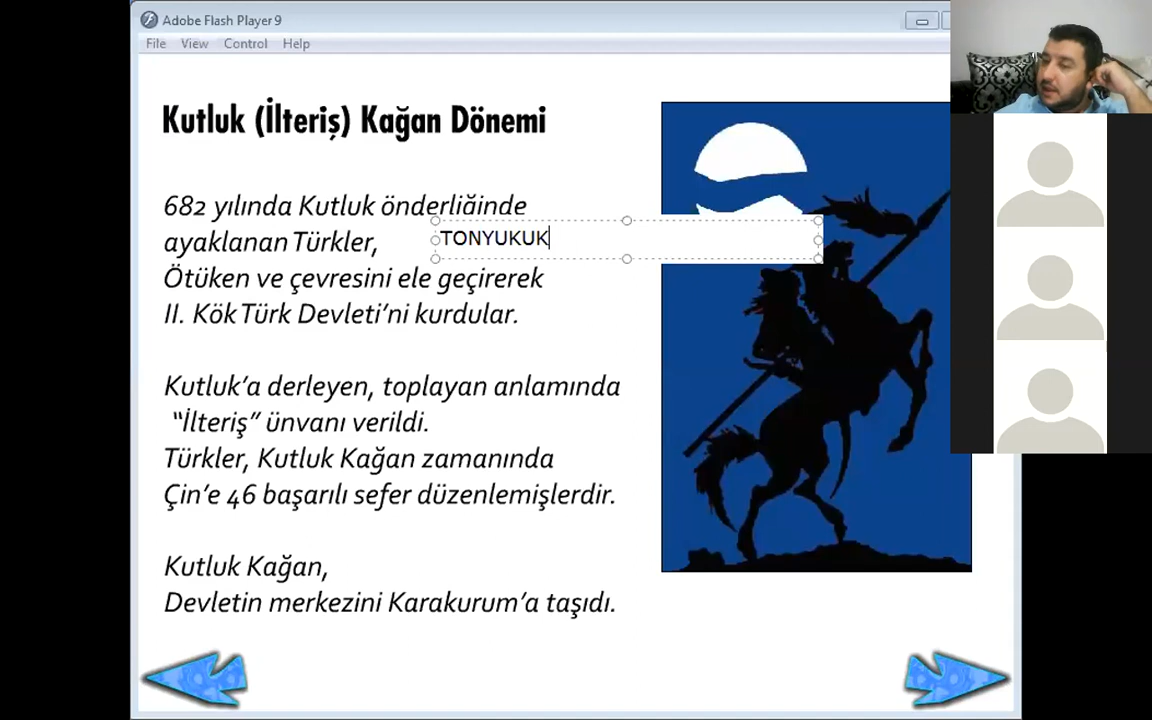 Adobe Flash Player 9
File View Control Help
Kutluk (İlteriş) Kağan Dönemi
682 yılında Kutluk önderliğinde
ayaklanan Türkler,
TONYUKUK
Ötüken ve çevresini ele geçirerek
II. Kök Türk Devleti’ni kurdular.
Kutluk’a derleyen, toplayan anlamında
“İlteriş” ünvanı verildi.
Türkler, Kutluk Kağan zamanında
Çin’e 46 başarılı sefer düzenlemişlerdir.
Kutluk Kağan,
Devletin merkezini Karakurum’a taşıdı.